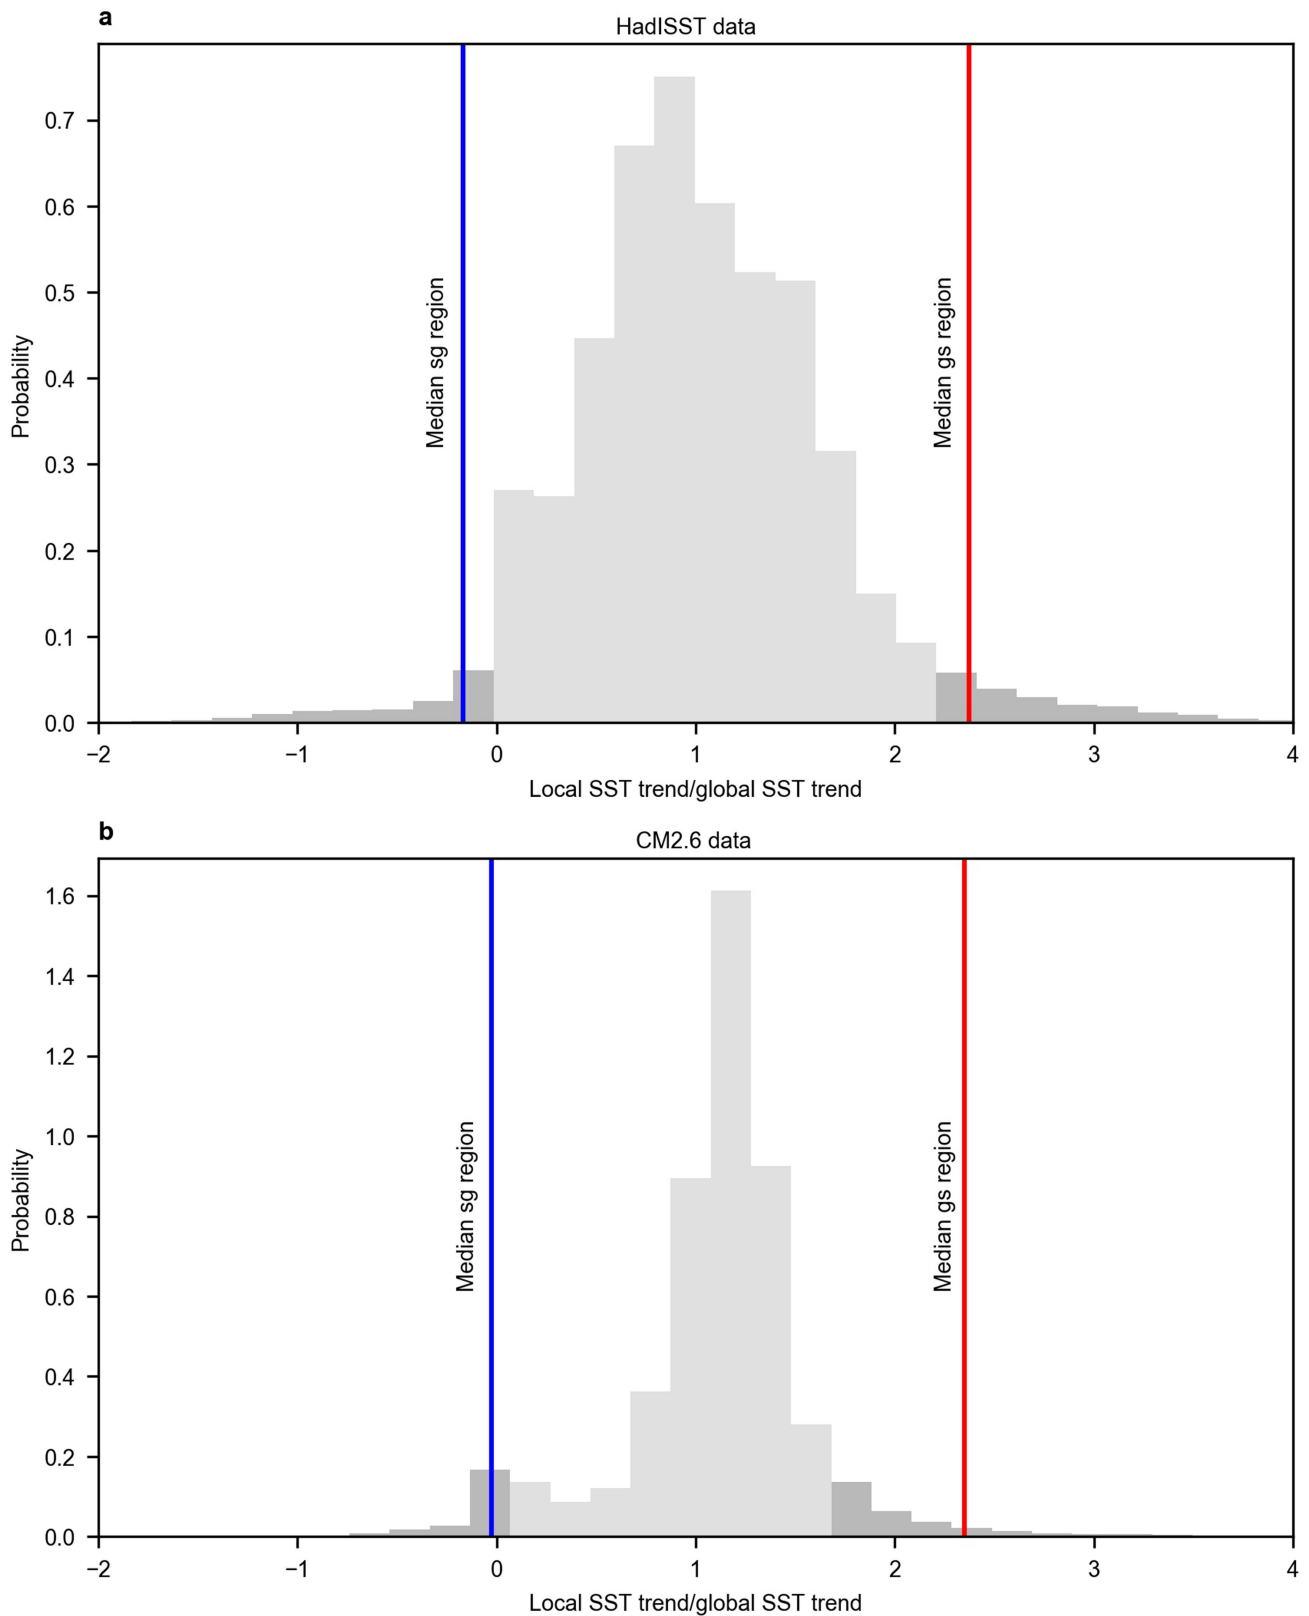 a
HadISST data
0.7
0.6
0.5
0.4
0.3
0.2
0.1
0.0
Probability
Median sg region
Median gs region
−2 −1 0 1 2 3 4
Local SST trend/global SST trend
b
CM2.6 data
1.6
1.4
1.2
1.0
0.8
0.6
0.4
0.2
0.0
Probability
Median sg region
Median gs region
−2 −1 0 1 2 3 4
Local SST trend/global SST trend